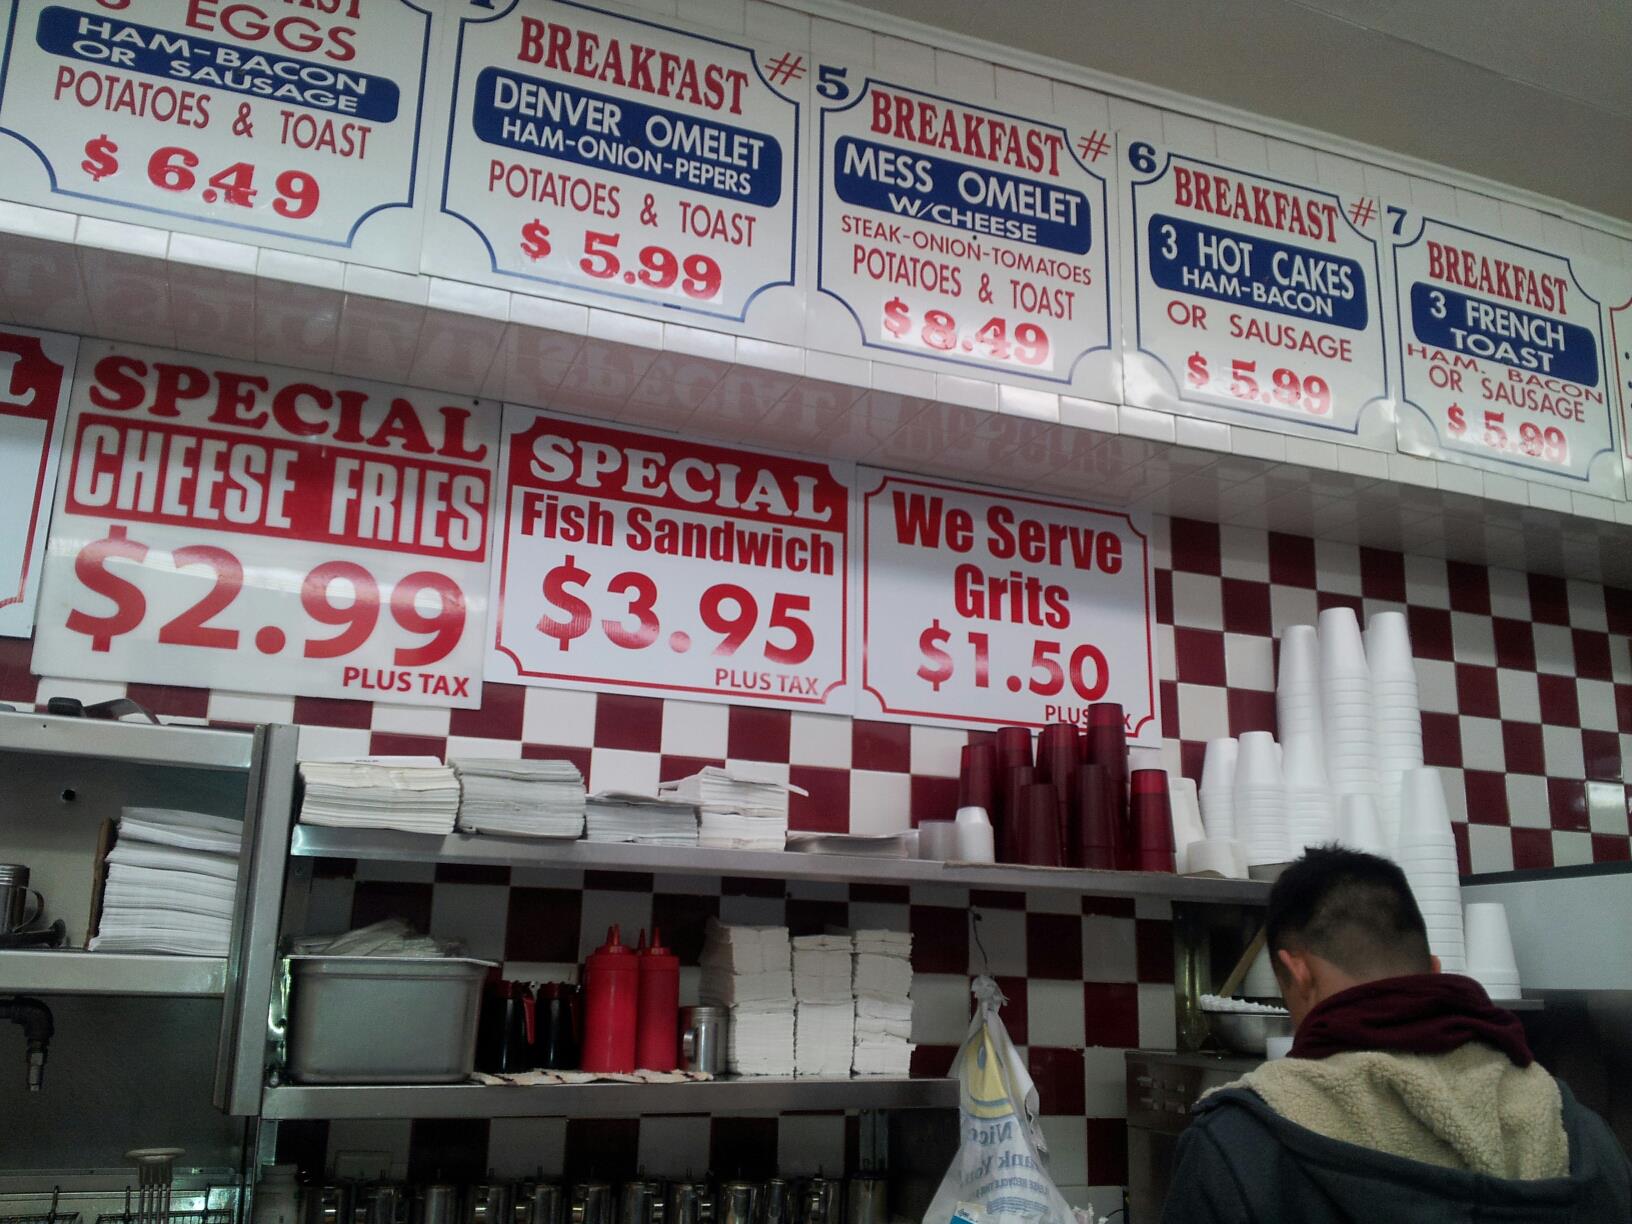 EGGS
HAM-BACON
OR SAUSAGE
POTATOES & TOAST
$ 6.49
BREAKFAST
DENVER OMELET
HAM-ONION-PEPERS
POTATOES & TOAST
$ 5.99
# 5
BREAKFAST
MESS OMELET
W/CHEESE
STEAK-ONION-TOMATOES
POTATOES & TOAST
$ 8.49
# 6
BREAKFAST
3 HOT CAKES
HAM-BACON
OR SAUSAGE
$ 5.99
# 7
BREAKFAST
3 FRENCH
TOAST
HAM. BACON
OR SAUSAGE
$ 5.99
SPECIAL
CHEESE FRIES
$2.99
PLUS TAX
SPECIAL
Fish Sandwich
$3.95
PLUS TAX
We Serve
Grits
$1.50
PLUS